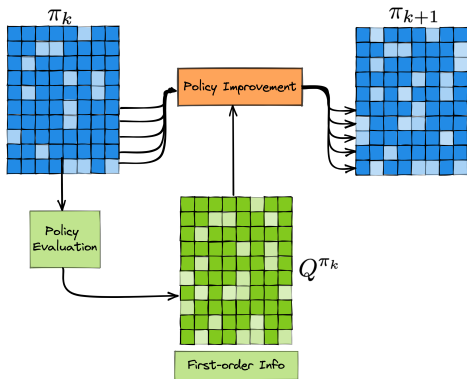 π_k
π_{k+1}
Policy Improvement
Policy
Evaluation
Q^{π_k}
First-order Info